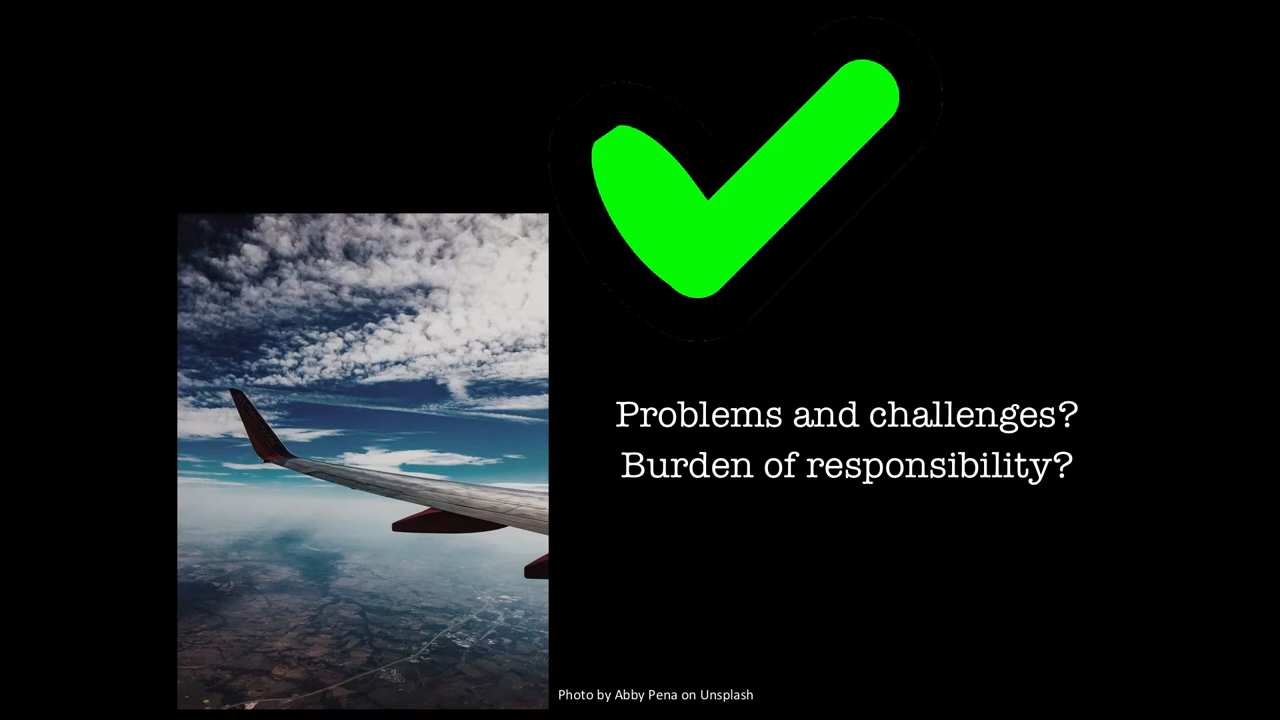 Problems and challenges?
Burden of responsibility?
Photo by Abby Pena on Unsplash